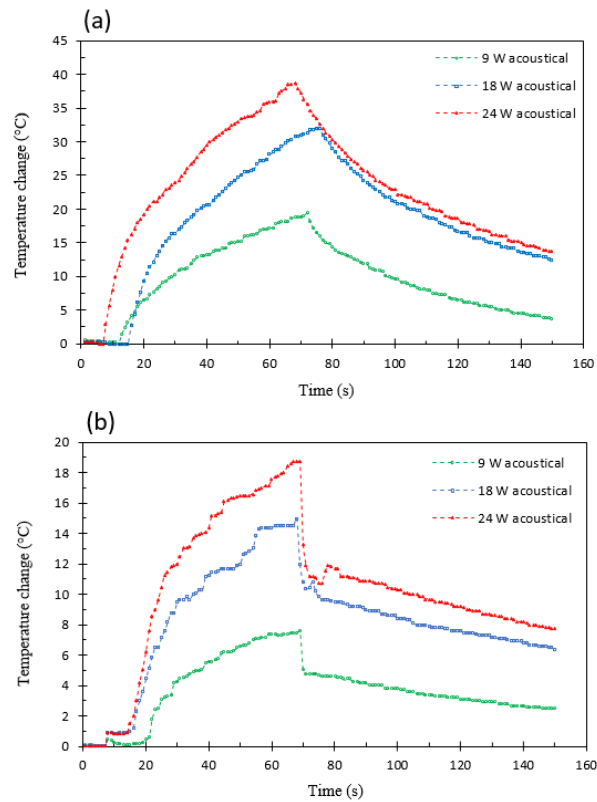 (a)
45
40
35
30
25
20
15
10
5
0
Temperature change (°C)
9 W acoustical
18 W acoustical
24 W acoustical
0 20 40 60 80 100 120 140 160
Time (s)
(b)
20
18
16
14
12
10
8
6
4
2
0
Temperature change (°C)
9 W acoustical
18 W acoustical
24 W acoustical
0 20 40 60 80 100 120 140 160
Time (s)